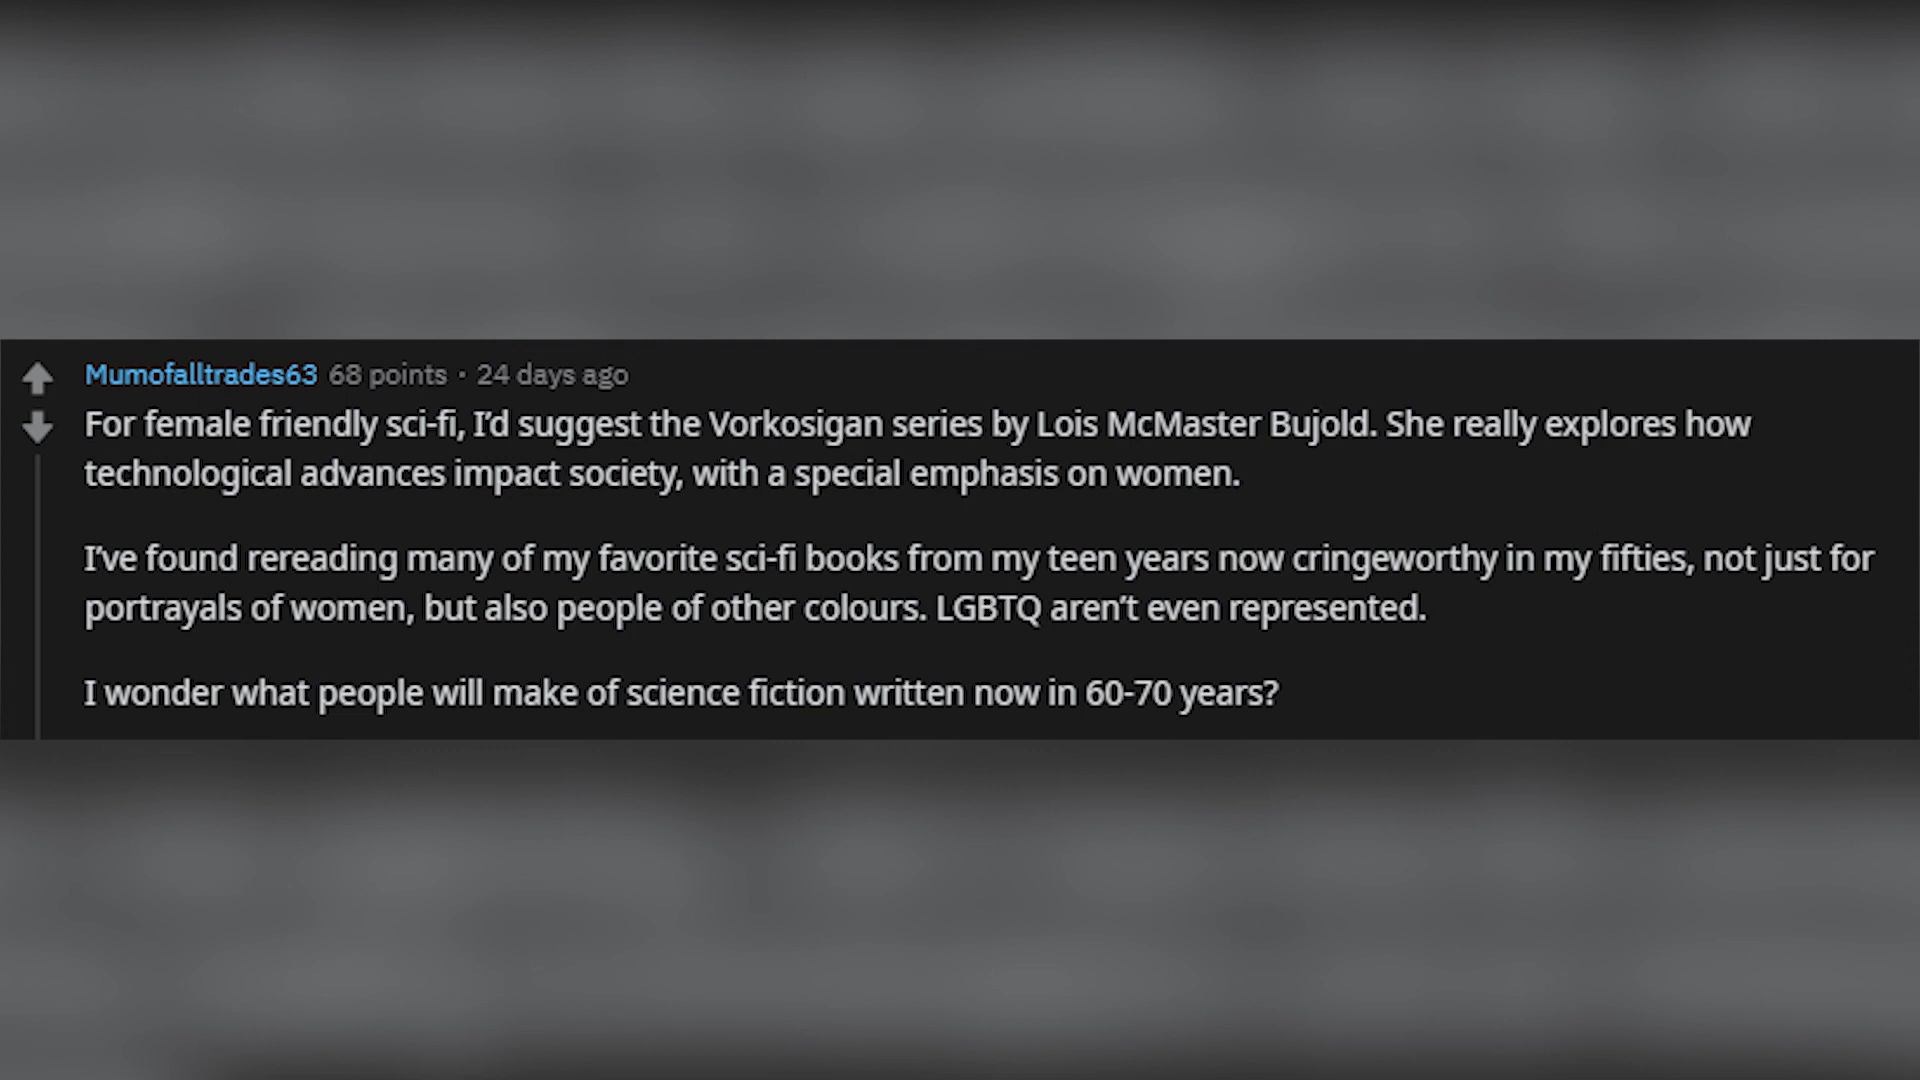 Mumofalltrades63 68 points · 24 days ago
For female friendly sci-fi, I'd suggest the Vorkosigan series by Lois McMaster Bujold. She really explores how
technological advances impact society, with a special emphasis on women.
I've found rereading many of my favorite sci-fi books from my teen years now cringeworthy in my fifties, not just for
portrayals of women, but also people of other colours. LGBTQ aren't even represented.
I wonder what people will make of science fiction written now in 60-70 years?